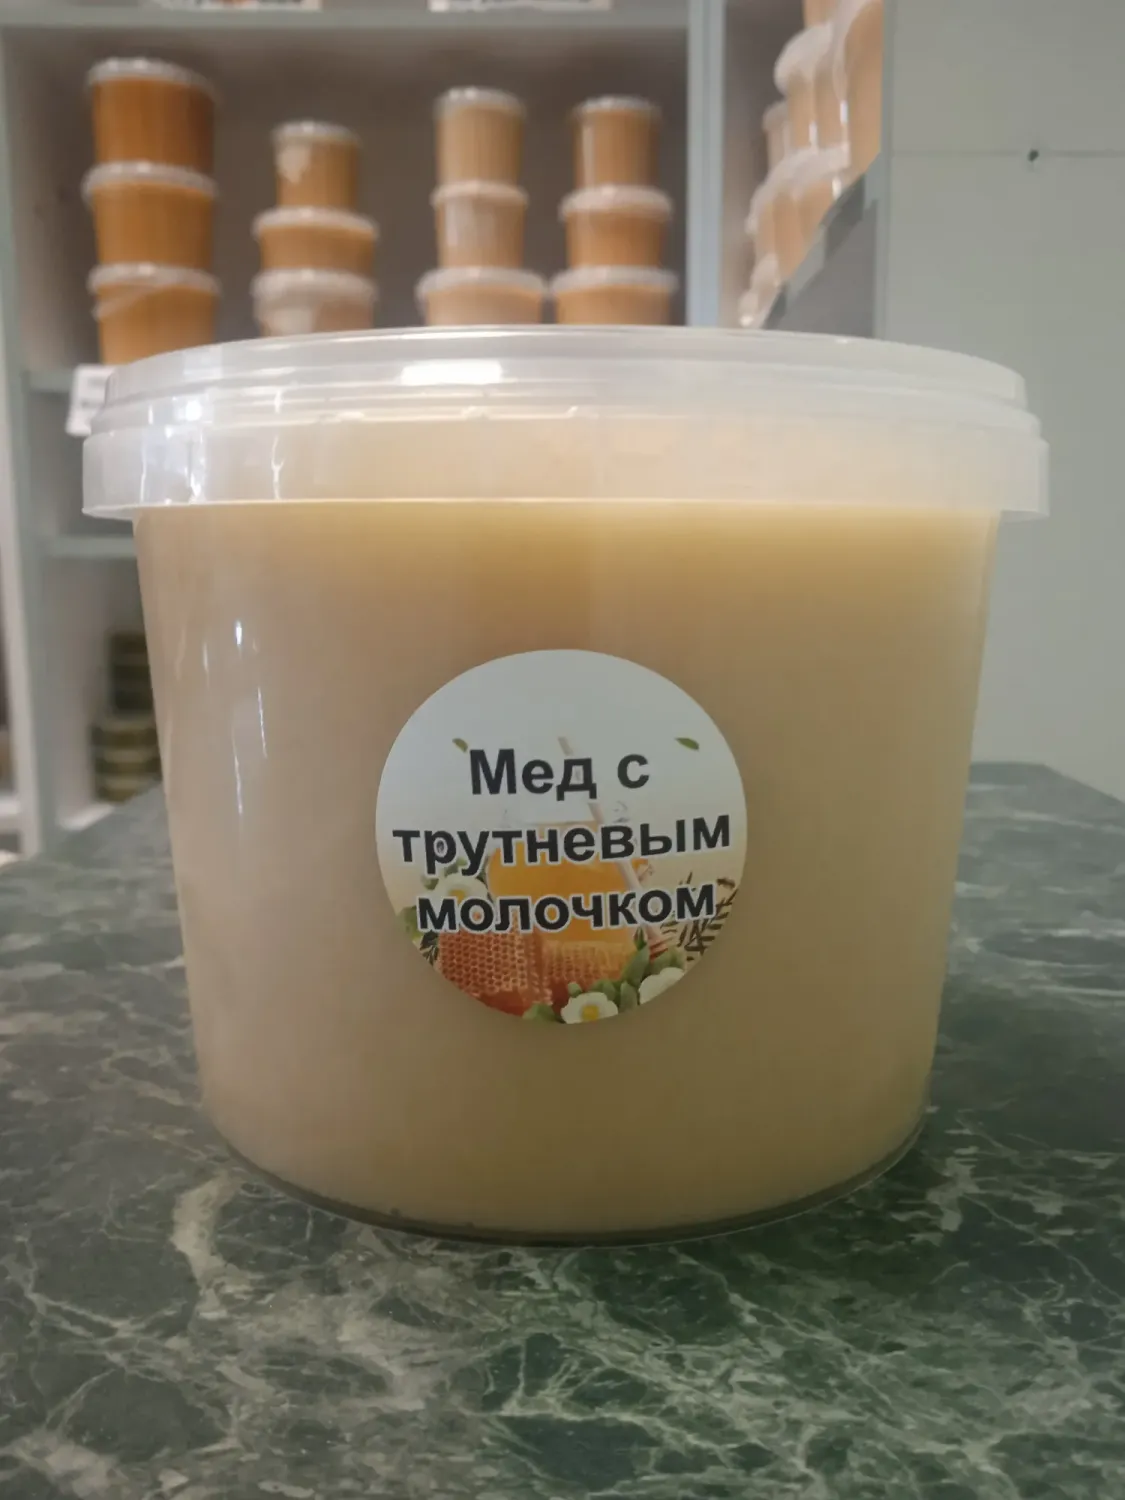 Мед с
трутневым
молочком